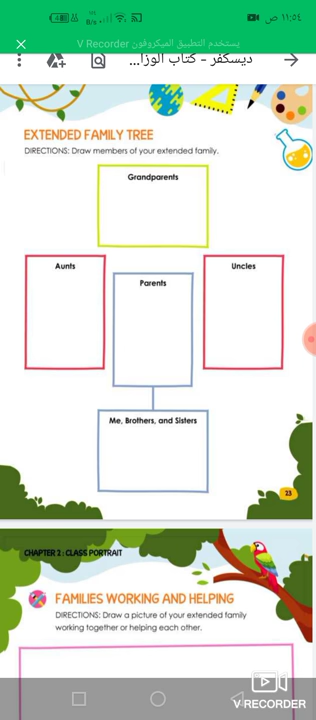 ١١:٥٤ ص
يستخدم التطبيق الميكروفون V Recorder
ديسكفر - كتاب الوزا...
EXTENDED FAMILY TREE
DIRECTIONS: Draw members of your extended family.
Grandparents
Aunts
Uncles
Parents
Me, Brothers, and Sisters
23
CHAPTER 2 : CLASS PORTRAIT
FAMILIES WORKING AND HELPING
DIRECTIONS: Draw a picture of your extended
family
working together or helping each other.
V·RECORDER